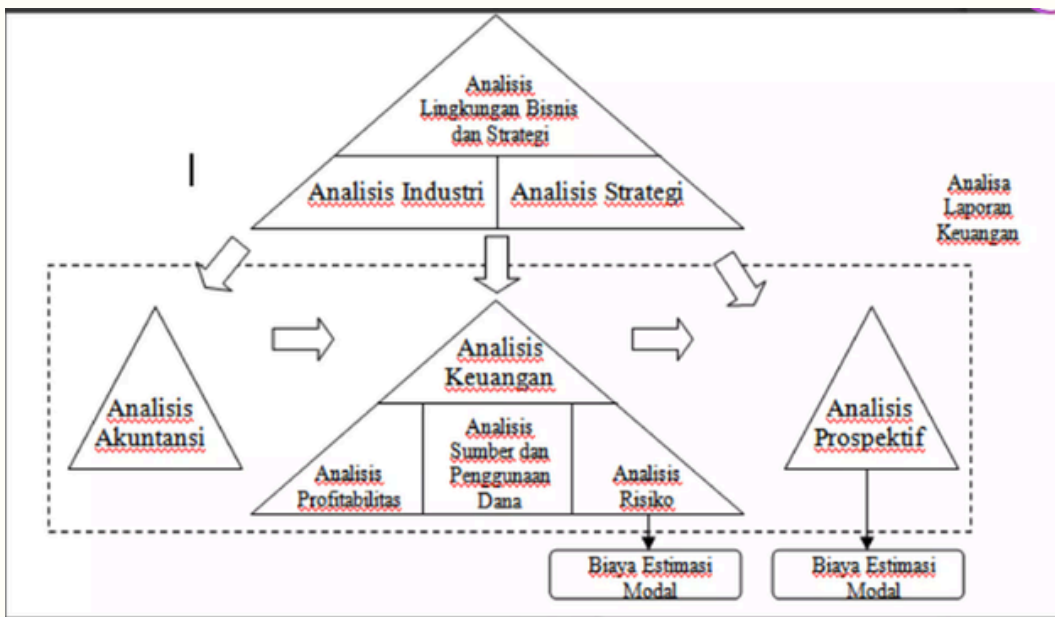 Analisis
Lingkungan Bisnis
dan Strategi
Analisis Industri
Analisis Strategi
Analisa
Laporan
Keuangan
Analisis
Akuntansi
Analisis
Keuangan
Analisis
Profitabilitas
Analisis
Sumber dan
Penggunaan
Dana
Analisis
Risiko
Analisis
Prospektif
Biaya Estimasi
Modal
Biaya Estimasi
Modal